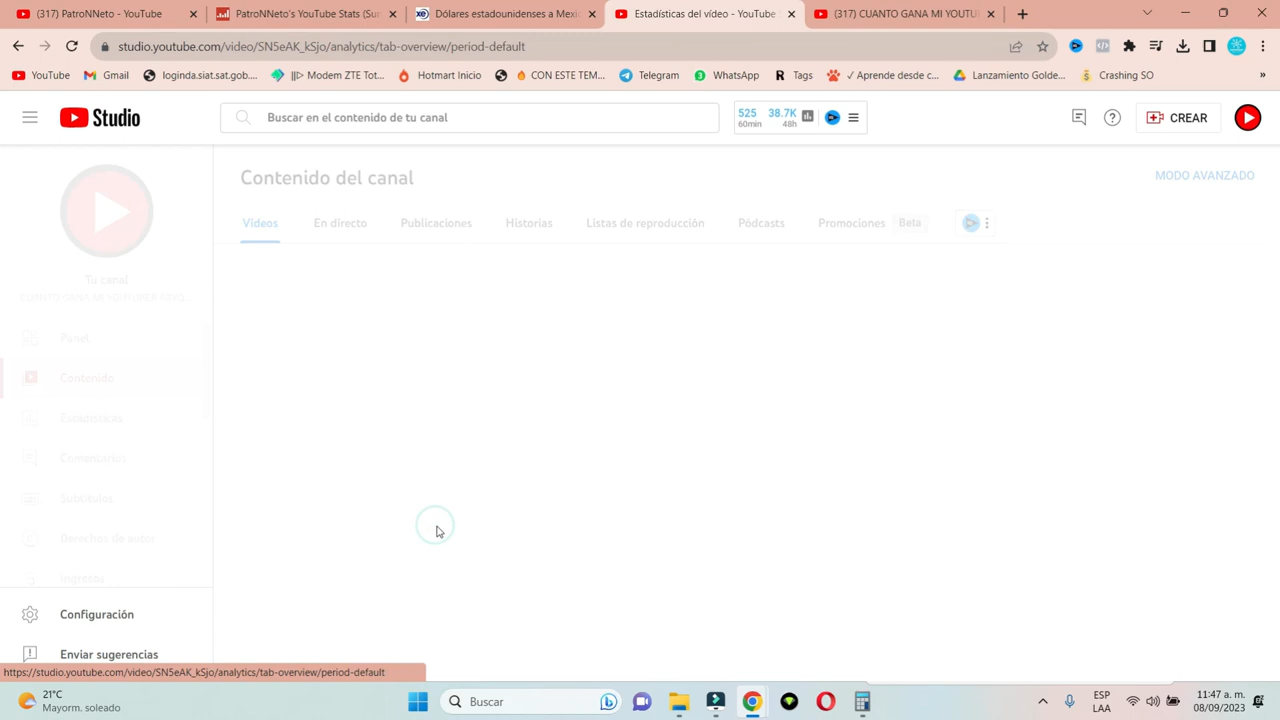 (317) PatroNNeto - YouTube
PatroNNeto's YouTube Stats (Sum
Dólares estadounidenses a Mexic
Estadísticas del vídeo - YouTube S
(317) CUANTO GANA MI YOUTUB
studio.youtube.com/video/SN5eAK_kSjo/analytics/tab-overview/period-default
YouTube
Gmail
loginda.siat.sat.gob....
||▷ Modem ZTE Tot...
Hotmart Inicio
CON ESTE TEM...
Telegram
WhatsApp
Tags
✓ Aprende desde c...
Lanzamiento Golde...
Crashing SO
»
Studio
Buscar en el contenido de tu canal
525 38.7K
60min 48h
CREAR
Contenido del canal
MODO AVANZADO
Vídeos
En directo
Publicaciones
Historias
Listas de reproducción
Pódcasts
Promociones
Beta
Tu canal
Panel
Contenido
Estadísticas
Comentarios
Subtítulos
Derechos de autor
Ingresos
Configuración
Enviar sugerencias
https://studio.youtube.com/video/SN5eAK_kSjo/analytics/tab-overview/period-default
21°C
Mayorm. soleado
Buscar
ESP
LAA
11:47 a. m.
08/09/2023